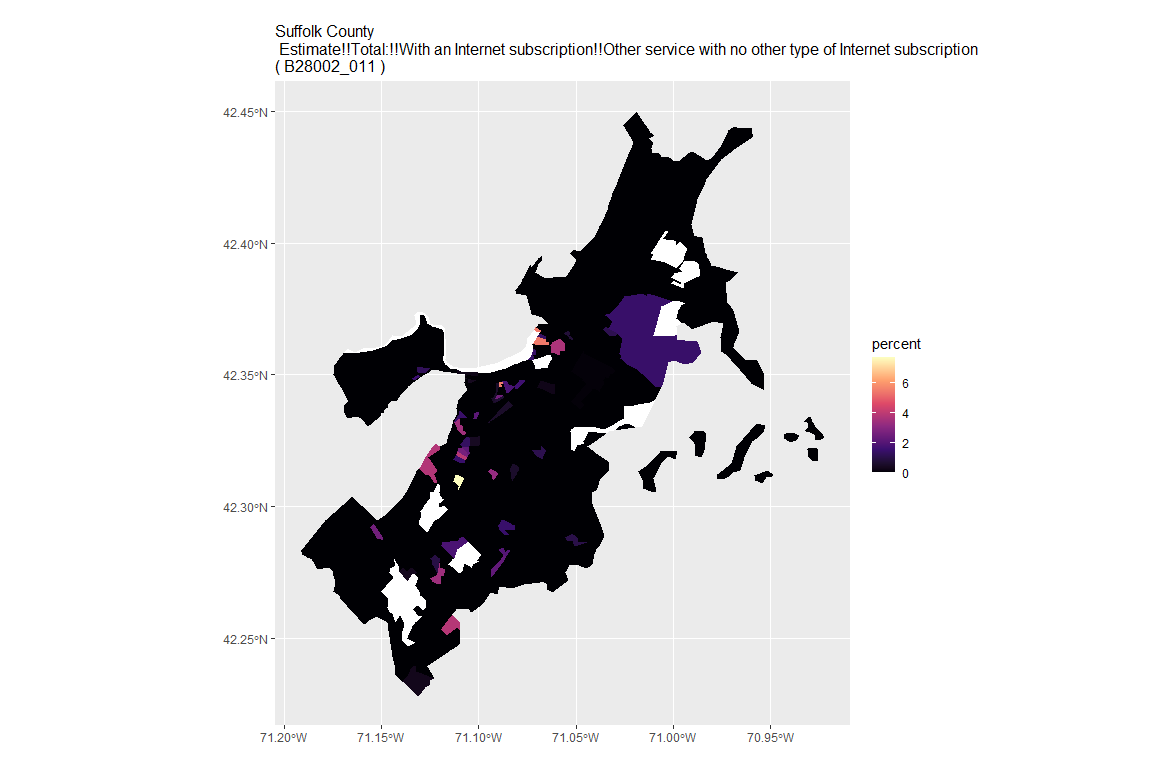 Suffolk County
Estimate!!Total:!!With an Internet subscription!!Other service with no other type of Internet subscription
( B28002_011 )
42.45°N
42.40°N
42.35°N
42.30°N
42.25°N
71.20°W
71.15°W
71.10°W
71.05°W
71.00°W
70.95°W
percent
6
4
2
0